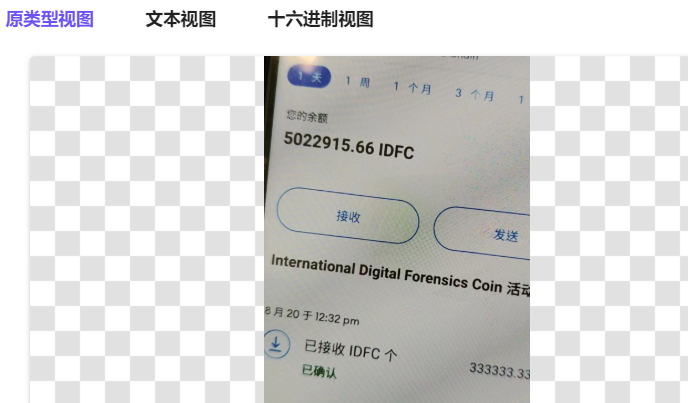 原类型视图 文本视图 十六进制视图
1 天 1 周 1 个月 3 个月 1
您的余额
5022915.66 IDFC
接收 发送
International Digital Forensics Coin 活动
8 月 20 于 12:32 pm
已接收 IDFC 个 333333.33
已确认